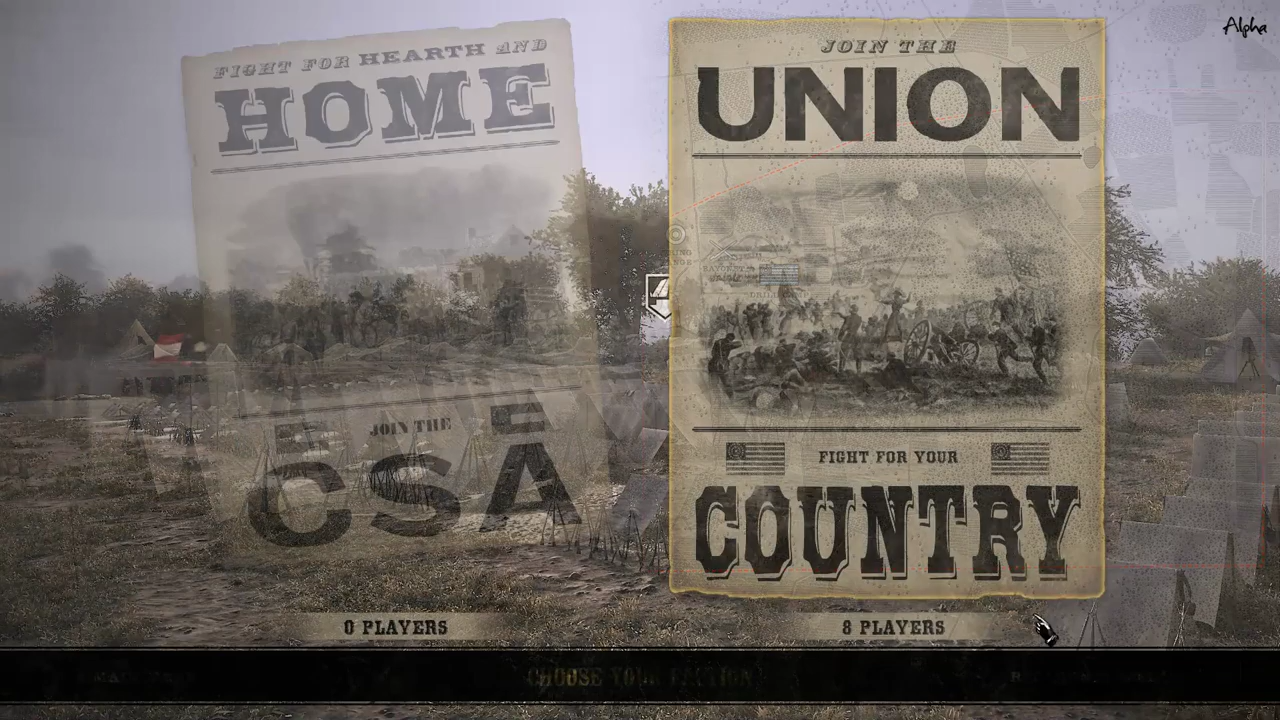 Alpha
FIGHT FOR HEARTH AND
HOME
JOIN THE
CSA
0 PLAYERS
JOIN THE
UNION
FIGHT FOR YOUR
COUNTRY
8 PLAYERS
CHOOSE YOUR FACTION